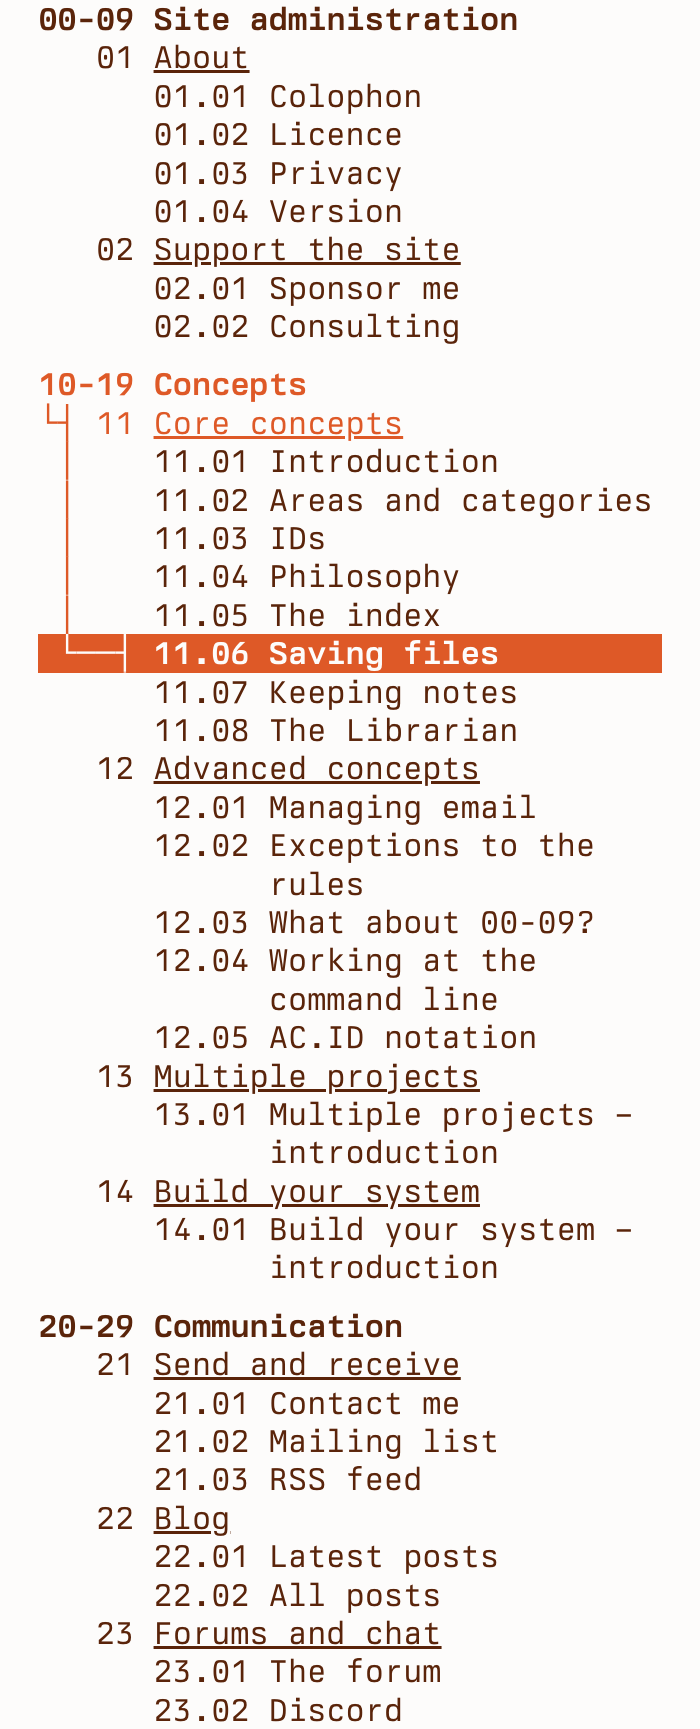 00-09 Site administration
01 About
01.01 Colophon
01.02 Licence
01.03 Privacy
01.04 Version
02 Support the site
02.01 Sponsor me
02.02 Consulting
10-19 Concepts
11 Core concepts
11.01 Introduction
11.02 Areas and categories
11.03 IDs
11.04 Philosophy
11.05 The index
11.06 Saving files
11.07 Keeping notes
11.08 The Librarian
12 Advanced concepts
12.01 Managing email
12.02 Exceptions to the
rules
12.03 What about 00-09?
12.04 Working at the
command line
12.05 AC.ID notation
13 Multiple projects
13.01 Multiple projects –
introduction
14 Build your system
14.01 Build your system –
introduction
20-29 Communication
21 Send and receive
21.01 Contact me
21.02 Mailing list
21.03 RSS feed
22 Blog
22.01 Latest posts
22.02 All posts
23 Forums and chat
23.01 The forum
23.02 Discord